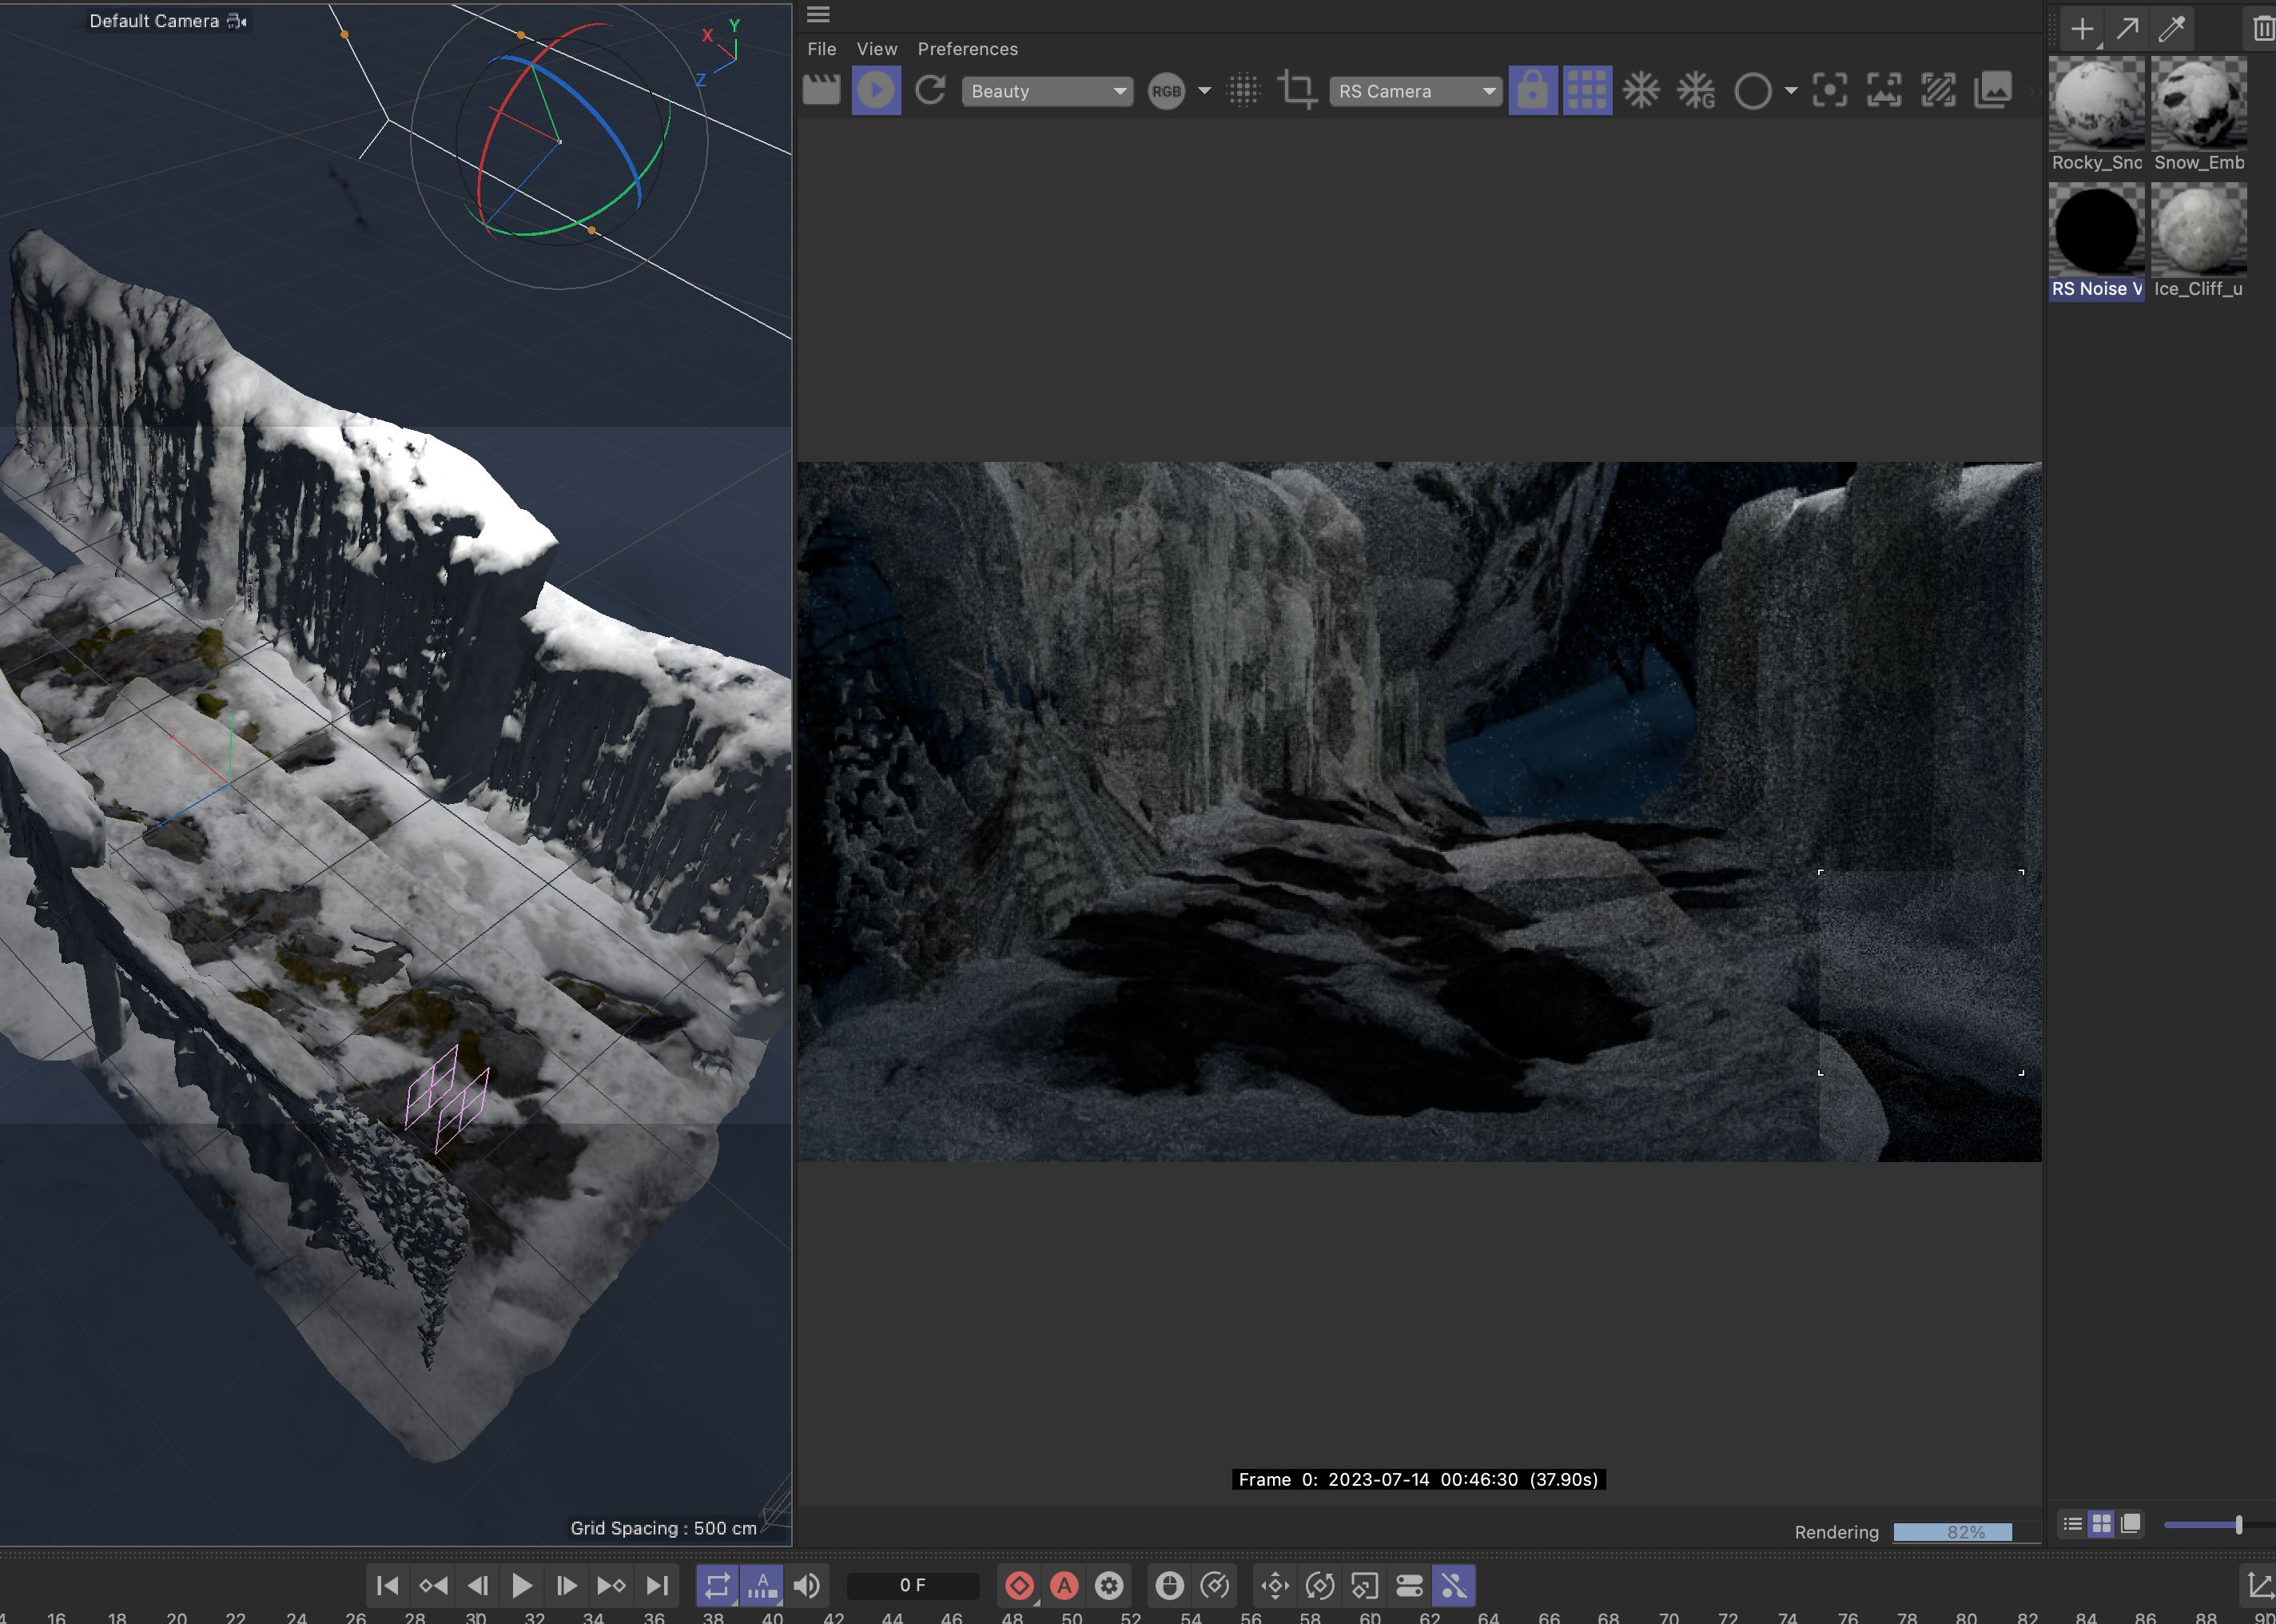 Default Camera
Y
X
Z
Grid Spacing : 500 cm
File View Preferences
Beauty
RGB
RS Camera
G
Rocky_Sno
Snow_Emb
RS Noise V
Ice_Cliff_u
Frame 0: 2023-07-14 00:46:30 (37.90s)
Rendering 82%
A
0 F
A
16 18 20 22 24 26 28 30 32 34 36 38 40 42 44 46 48 50 52 54 56 58 60 62 64 66 68 70 72 74 76 78 80 82 84 86 88 90